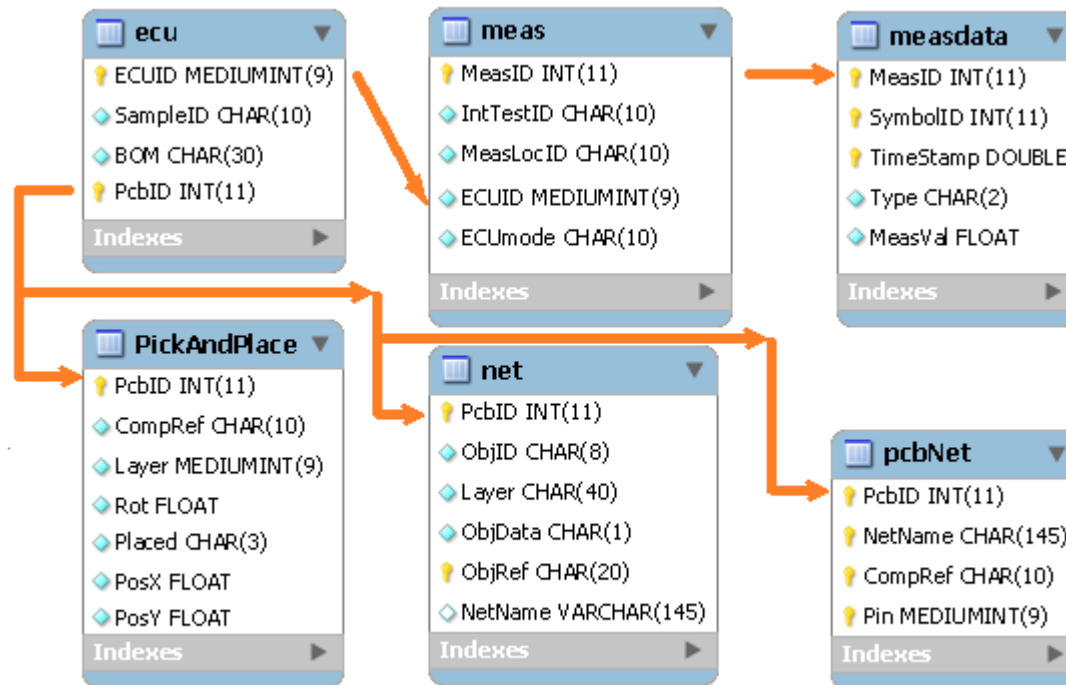 ecu
ECUID MEDIUMINT(9)
SampleID CHAR(10)
BOM CHAR(30)
PcbID INT(11)
Indexes
meas
MeasID INT(11)
IntTestID CHAR(10)
MeasLocID CHAR(10)
ECUID MEDIUMINT(9)
ECUmode CHAR(10)
Indexes
measdata
MeasID INT(11)
SymbolID INT(11)
TimeStamp DOUBLE
Type CHAR(2)
MeasVal FLOAT
Indexes
PickAndPlace
PcbID INT(11)
CompRef CHAR(10)
Layer MEDIUMINT(9)
Rot FLOAT
Placed CHAR(3)
PosX FLOAT
PosY FLOAT
Indexes
net
PcbID INT(11)
ObjID CHAR(8)
Layer CHAR(40)
ObjData CHAR(1)
ObjRef CHAR(20)
NetName VARCHAR(145)
Indexes
pcbNet
PcbID INT(11)
NetName CHAR(145)
CompRef CHAR(10)
Pin MEDIUMINT(9)
Indexes